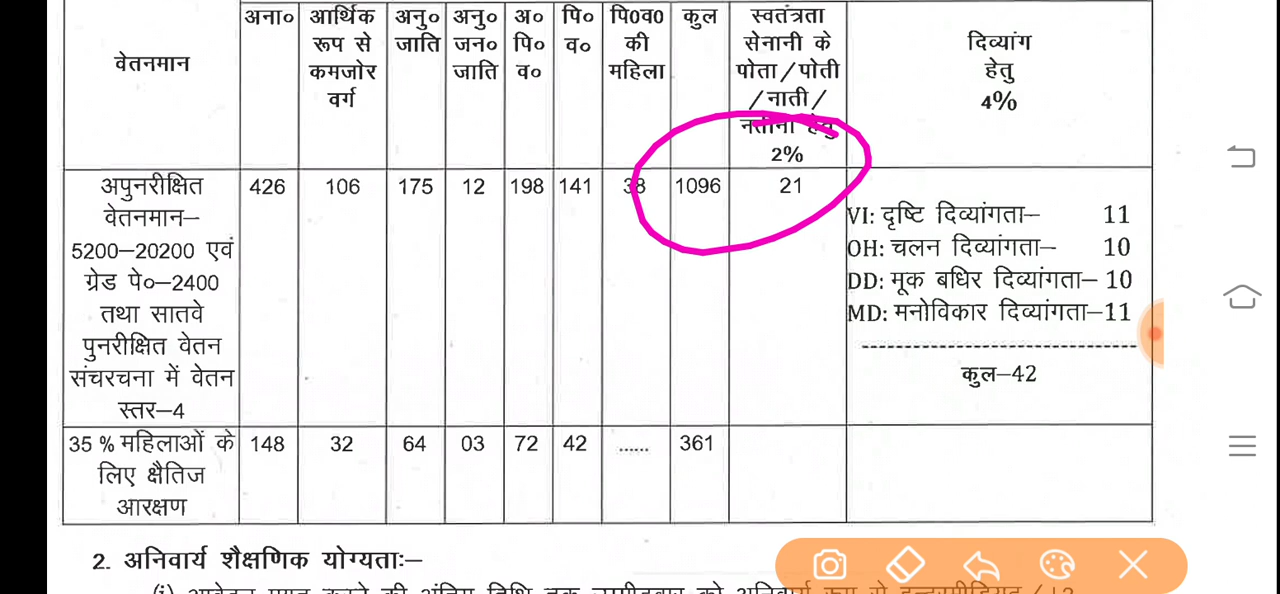 वेतनमान
अना०
आर्थिक
रूप से
कमजोर
वर्ग
अनु०
जाति
अनु०
जन०
जाति
अ०
पि०
व०
पि०
व०
पि0व0
की
महिला
कुल
स्वतंत्रता
सेनानी के
पोता/पोती
/नाती/
नतीनी हेतु
2%
दिव्यांग
हेतु
4%
अपुनरीक्षित
वेतनमान–
5200–20200 एवं
ग्रेड पे०–2400
तथा सातवे
पुनरीक्षित वेतन
संचरचना में वेतन
स्तर–4
426
106
175
12
198
141
38
1096
21
VI: दृष्टि दिव्यांगता– 11
OH: चलन दिव्यांगता– 10
DD: मूक बधिर दिव्यांगता– 10
MD: मनोविकार दिव्यांगता–11
कुल–42
35 % महिलाओं के
लिए क्षैतिज
आरक्षण
148
32
64
03
72
42
......
361
2. अनिवार्य शैक्षणिक योग्यताः–